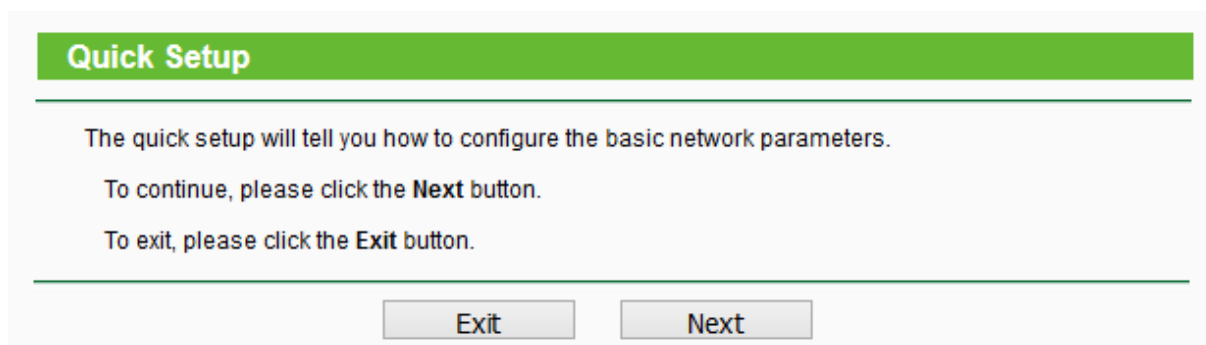 Quick Setup
The quick setup will tell you how to configure the basic network parameters.
To continue, please click the Next button.
To exit, please click the Exit button.
Exit Next